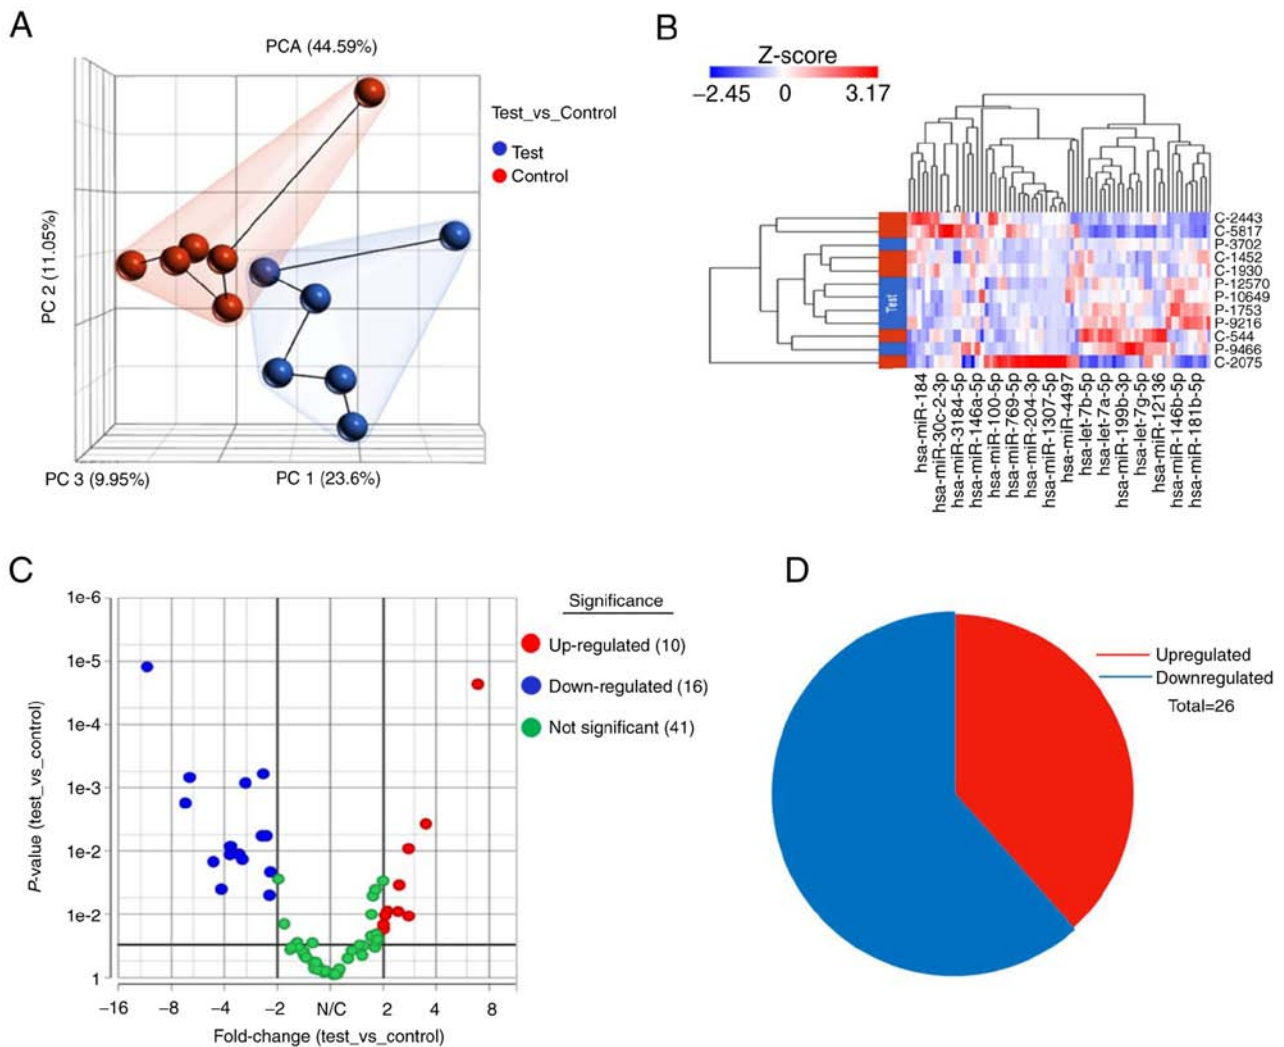 A
PCA (44.59%)
Test_vs_Control
Test
Control
PC 2 (11.05%)
PC 3 (9.95%)
PC 1 (23.6%)
B
Z-score
−2.45 0 3.17
Test
C-2443
C-5817
P-3702
C-1452
C-1930
P-12570
P-10649
P-1753
P-9216
C-544
P-9466
C-2075
hsa-miR-184
hsa-miR-30c-2-3p
hsa-miR-3184-5p
hsa-miR-146a-5p
hsa-miR-100-5p
hsa-miR-769-5p
hsa-miR-204-3p
hsa-miR-1307-5p
hsa-miR-4497
hsa-let-7b-5p
hsa-let-7a-5p
hsa-miR-199b-3p
hsa-let-7g-5p
hsa-miR-12136
hsa-miR-146b-5p
hsa-miR-181b-5p
C
P-value (test_vs_control)
1e-6
1e-5
1e-4
1e-3
1e-2
1e-2
1
−16 −8 −4 −2 N/C 2 4 8
Fold-change (test_vs_control)
Significance
Up-regulated (10)
Down-regulated (16)
Not significant (41)
D
Upregulated
Downregulated
Total=26